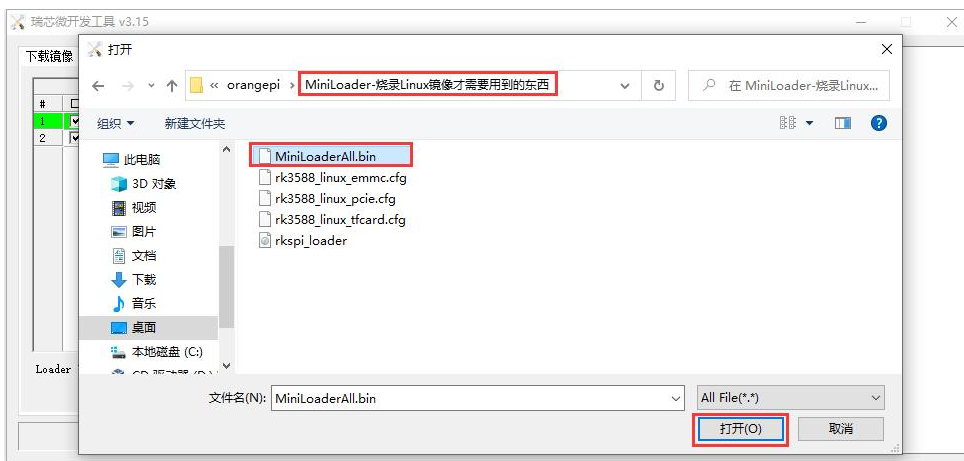 瑞芯微开发工具 v3.15
下载镜像
打开
« orangepi › MiniLoader-烧录Linux镜像才需要用到的东西
在 MiniLoader-烧录Linux...
组织 新建文件夹
#
1
2
此电脑
3D 对象
视频
图片
文档
下载
音乐
桌面
本地磁盘 (C:)
MiniLoaderAll.bin
rk3588_linux_emmc.cfg
rk3588_linux_pcie.cfg
rk3588_linux_tfcard.cfg
rkspi_loader
Loader
文件名(N): MiniLoaderAll.bin
All File(*.*)
打开(O) 取消